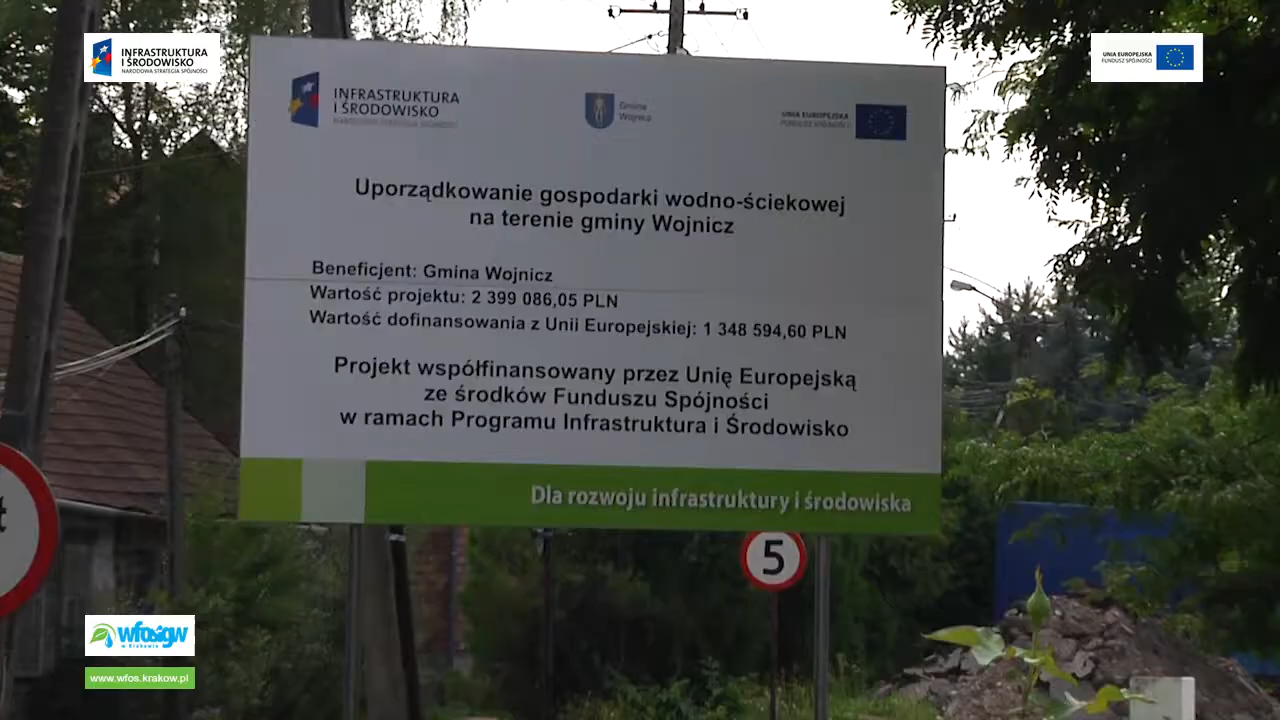 INFRASTRUKTURA
I ŚRODOWISKO
NARODOWA STRATEGIA SPÓJNOŚCI
UNIA EUROPEJSKA
FUNDUSZ SPÓJNOŚCI
INFRASTRUKTURA
I ŚRODOWISKO
NARODOWA STRATEGIA SPÓJNOŚCI
Gmina
Wojnicz
UNIA EUROPEJSKA
FUNDUSZ SPÓJNOŚCI
Uporządkowanie gospodarki wodno-ściekowej
na terenie gminy Wojnicz
Beneficjent: Gmina Wojnicz
Wartość projektu: 2 399 086,05 PLN
Wartość dofinansowania z Unii Europejskiej: 1 348 594,60 PLN
Projekt współfinansowany przez Unię Europejską
ze środków Funduszu Spójności
w ramach Programu Infrastruktura i Środowisko
Dla rozwoju infrastruktury i środowiska
t
5
wfośigw
w Krakowie
www.wfos.krakow.pl